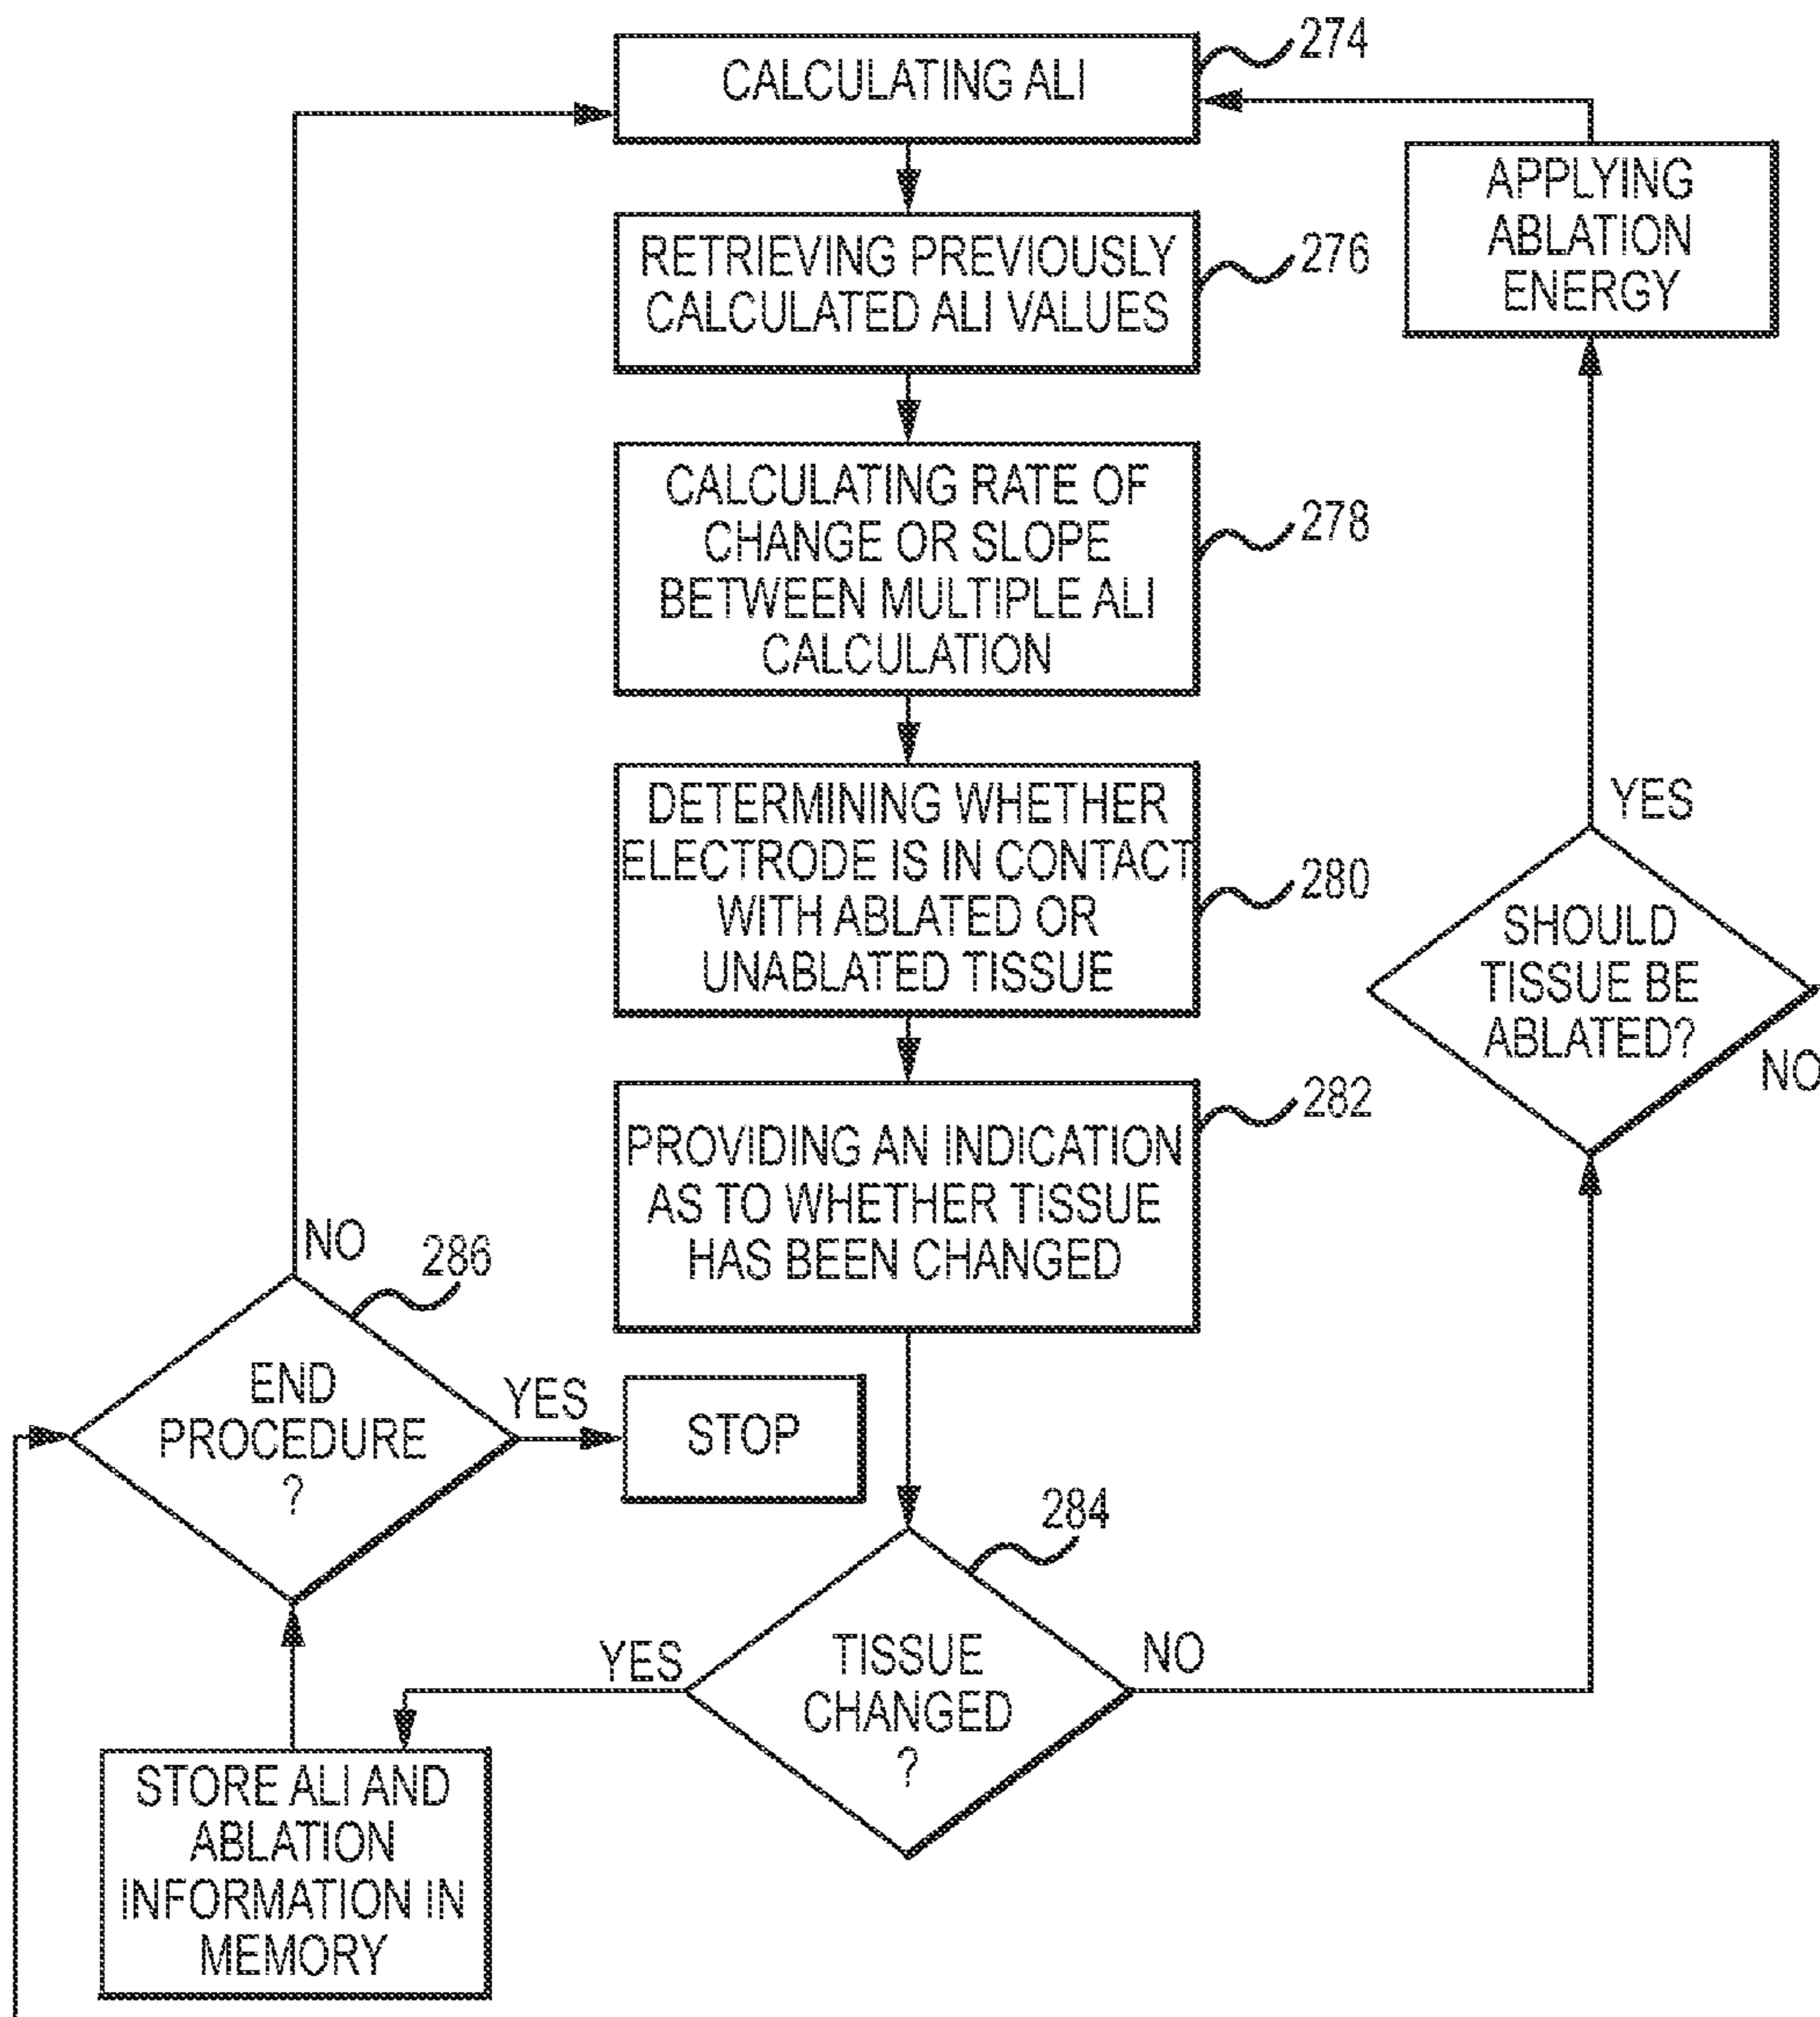 274
CALCULATING ALI
APPLYING
ABLATION
ENERGY
RETRIEVING PREVIOUSLY
CALCULATED ALI VALUES
276
CALCULATING RATE OF
CHANGE OR SLOPE
BETWEEN MULTIPLE ALI
CALCULATION
278
YES
DETERMINING WHETHER
ELECTRODE IS IN CONTACT
WITH ABLATED OR
UNABLATED TISSUE
280
SHOULD
TISSUE BE
ABLATED?
NO
282
PROVIDING AN INDICATION
AS TO WHETHER TISSUE
HAS BEEN CHANGED
NO
286
END
PROCEDURE
?
YES
STOP
284
YES
TISSUE
CHANGED
?
NO
STORE ALI AND
ABLATION
INFORMATION IN
MEMORY